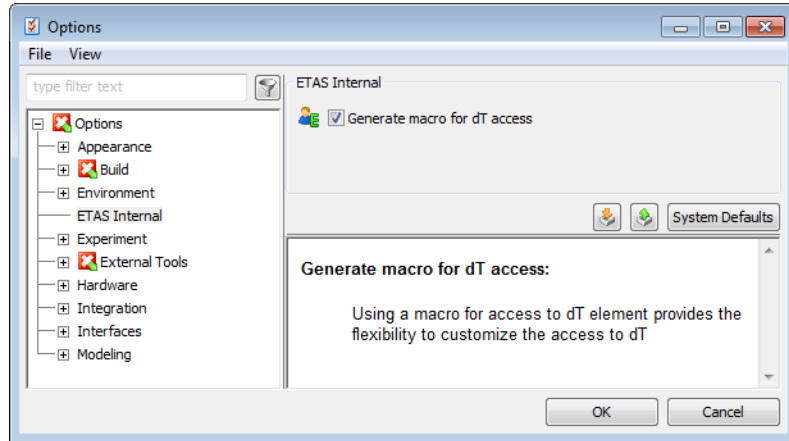 Options
File View
type filter text
Options
Appearance
Build
Environment
ETAS Internal
Experiment
External Tools
Hardware
Integration
Interfaces
Modeling
ETAS Internal
Generate macro for dT access
System Defaults
Generate macro for dT access:
Using a macro for access to dT element provides the
flexibility to customize the access to dT
OK Cancel